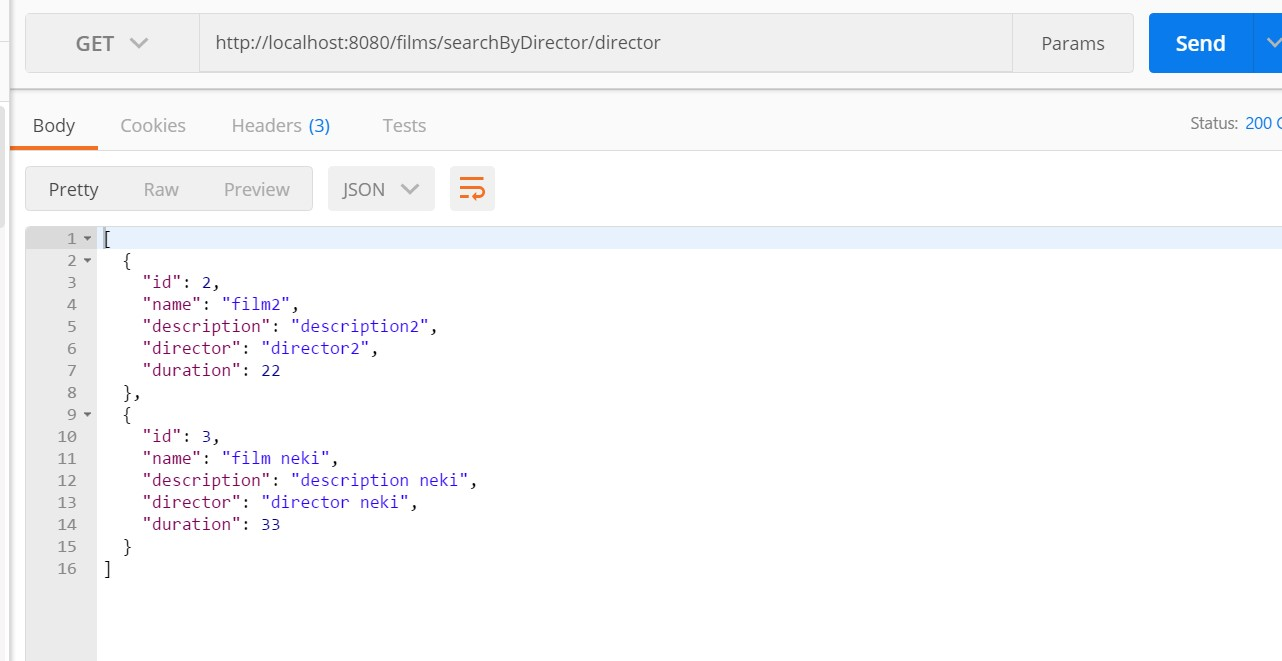 GET http://localhost:8080/films/searchByDirector/director Params Send
Body Cookies Headers (3) Tests Status: 200
Pretty Raw Preview JSON
1 [
2 {
3 "id": 2,
4 "name": "film2",
5 "description": "description2",
6 "director": "director2",
7 "duration": 22
8 },
9 {
10 "id": 3,
11 "name": "film neki",
12 "description": "description neki",
13 "director": "director neki",
14 "duration": 33
15 }
16 ]